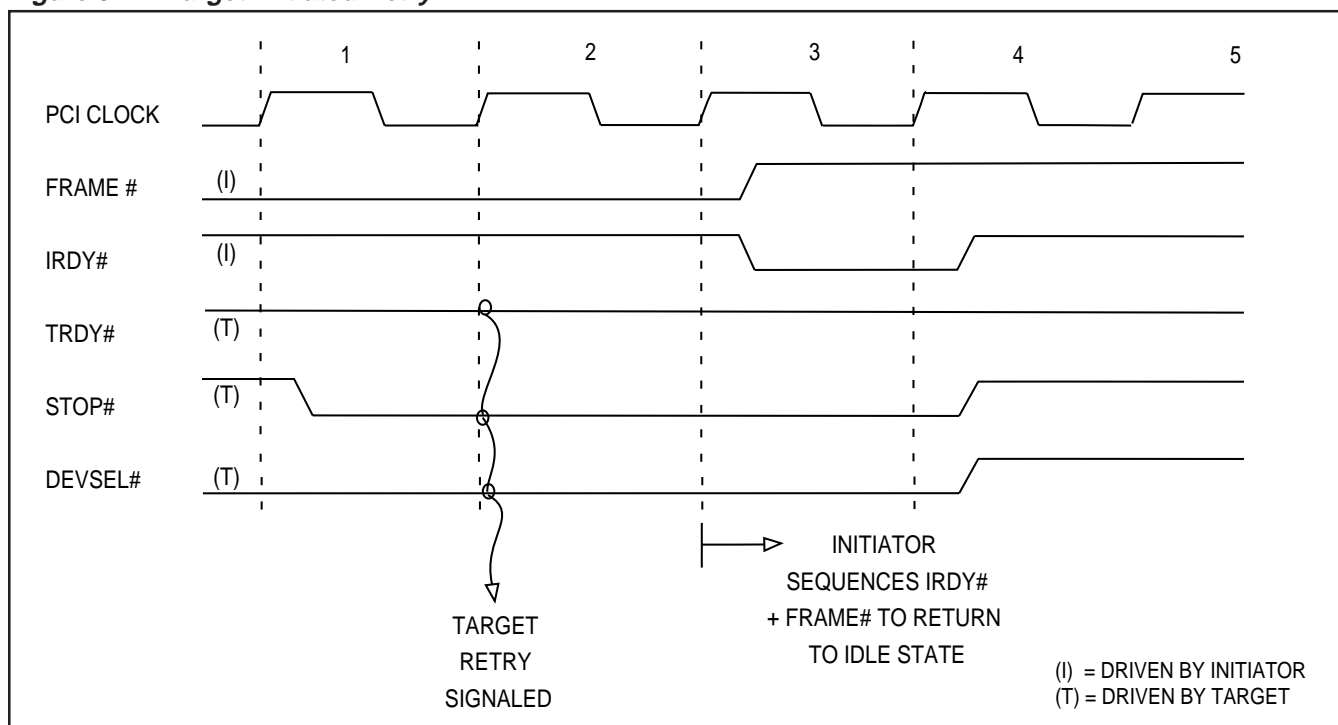 1 2 3 4 5
PCI CLOCK
FRAME # (I)
IRDY# (I)
TRDY# (T)
STOP# (T)
DEVSEL# (T)
TARGET
RETRY
SIGNALED
INITIATOR
SEQUENCES IRDY#
+ FRAME# TO RETURN
TO IDLE STATE
(I) = DRIVEN BY INITIATOR
(T) = DRIVEN BY TARGET